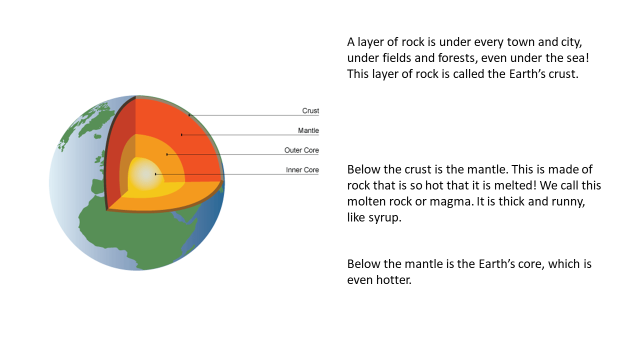 A layer of rock is under every town and city,
under fields and forests, even under the sea!
This layer of rock is called the Earth's crust.
Crust
Mantle
Outer Core
Inner Core
Below the crust is the mantle. This is made of
rock that is so hot that it is melted! We call this
molten rock or magma. It is thick and runny,
like syrup.
Below the mantle is the Earth's core, which is
even hotter.